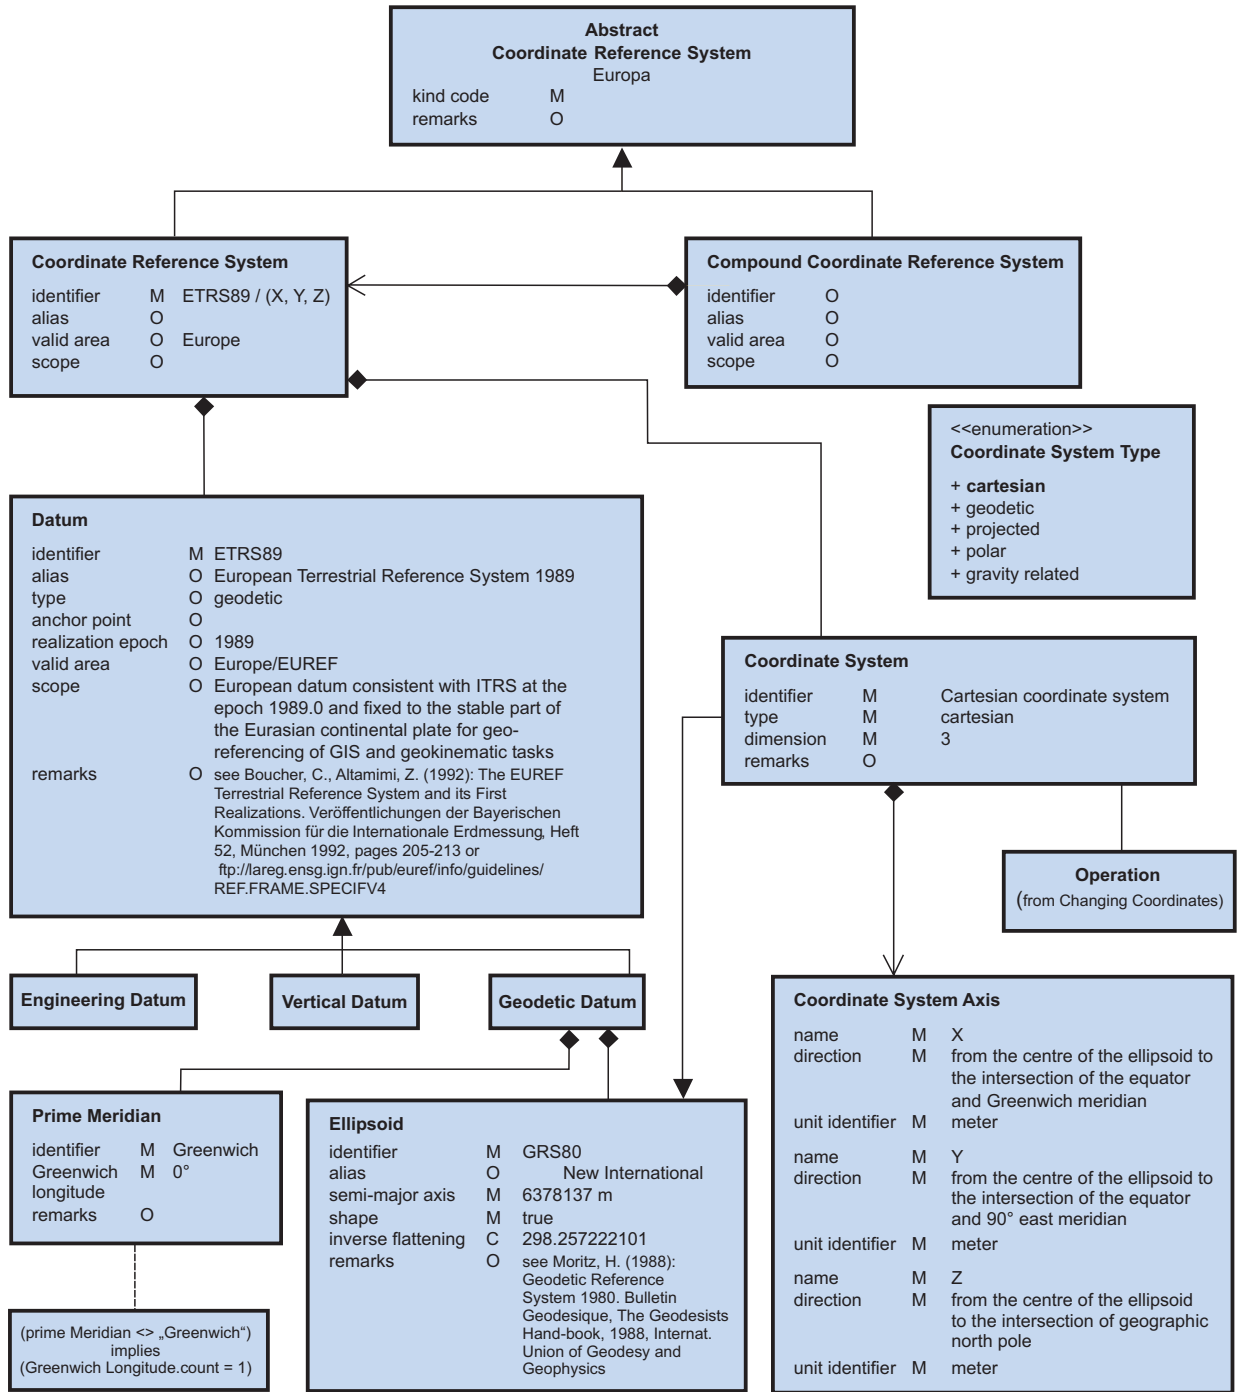 Abstract
Coordinate Reference System
Europa
kind code M
remarks O
Coordinate Reference System
identifier M ETRS89 / (X, Y, Z)
alias O
valid area O Europe
scope O
Compound Coordinate Reference System
identifier O
alias O
valid area O
scope O
<<enumeration>>
Coordinate System Type
+ cartesian
+ geodetic
+ projected
+ polar
+ gravity related
Datum
identifier M ETRS89
alias O European Terrestrial Reference System 1989
type O geodetic
anchor point O
realization epoch O 1989
valid area O Europe/EUREF
scope O European datum consistent with ITRS at the
epoch 1989.0 and fixed to the stable part of
the Eurasian continental plate for geo-
referencing of GIS and geokinematic tasks
remarks O see Boucher, C., Altamimi, Z. (1992): The EUREF
Terrestrial Reference System and its First
Realizations. Veröffentlichungen der Bayerischen
Kommission für die Internationale Erdmessung, Heft
52, München 1992, pages 205-213 or
ftp://lareg.ensg.ign.fr/pub/euref/info/guidelines/
REF.FRAME.SPECIFV4
Coordinate System
identifier M Cartesian coordinate system
type M cartesian
dimension M 3
remarks O
Operation
(from Changing Coordinates)
Engineering Datum
Vertical Datum
Geodetic Datum
Coordinate System Axis
name M X
direction M from the centre of the ellipsoid to
the intersection of the equator
and Greenwich meridian
unit identifier M meter
name M Y
direction M from the centre of the ellipsoid to
the intersection of the equator
and 90° east meridian
unit identifier M meter
name M Z
direction M from the centre of the ellipsoid
to the intersection of geographic
north pole
unit identifier M meter
Prime Meridian
identifier M Greenwich
Greenwich M 0°
longitude
remarks O
(prime Meridian <> „Greenwich“)
implies
(Greenwich Longitude.count = 1)
Ellipsoid
identifier M GRS80
alias O New International
semi-major axis M 6378137 m
shape M true
inverse flattening C 298.257222101
remarks O see Moritz, H. (1988):
Geodetic Reference
System 1980. Bulletin
Geodesique, The Geodesists
Hand-book, 1988, Internat.
Union of Geodesy and
Geophysics